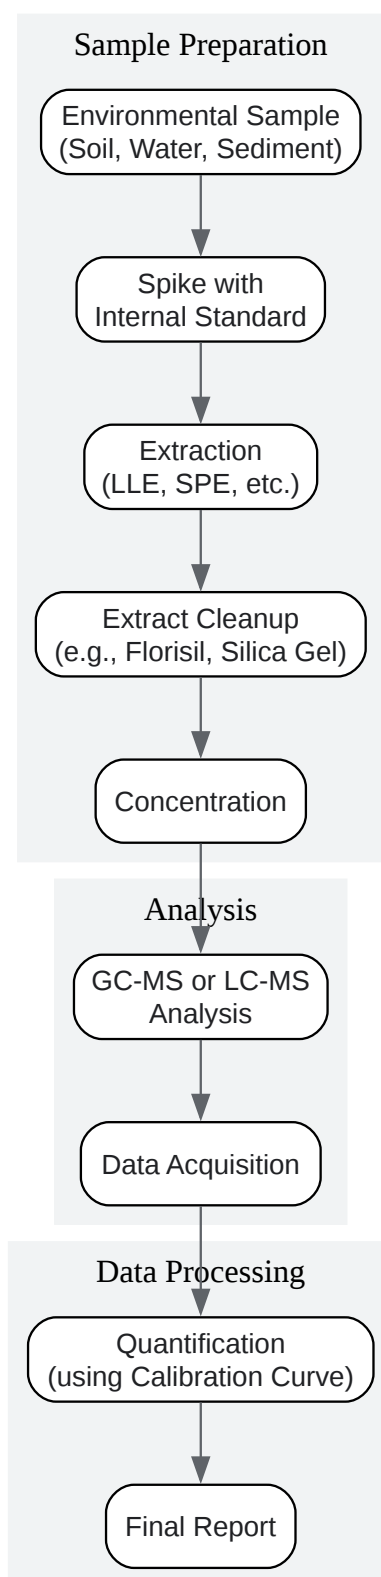 Sample Preparation
Environmental Sample
(Soil, Water, Sediment)
Spike with
Internal Standard
Extraction
(LLE, SPE, etc.)
Extract Cleanup
(e.g., Florisil, Silica Gel)
Concentration
Analysis
GC-MS or LC-MS
Analysis
Data Acquisition
Data Processing
Quantification
(using Calibration Curve)
Final Report